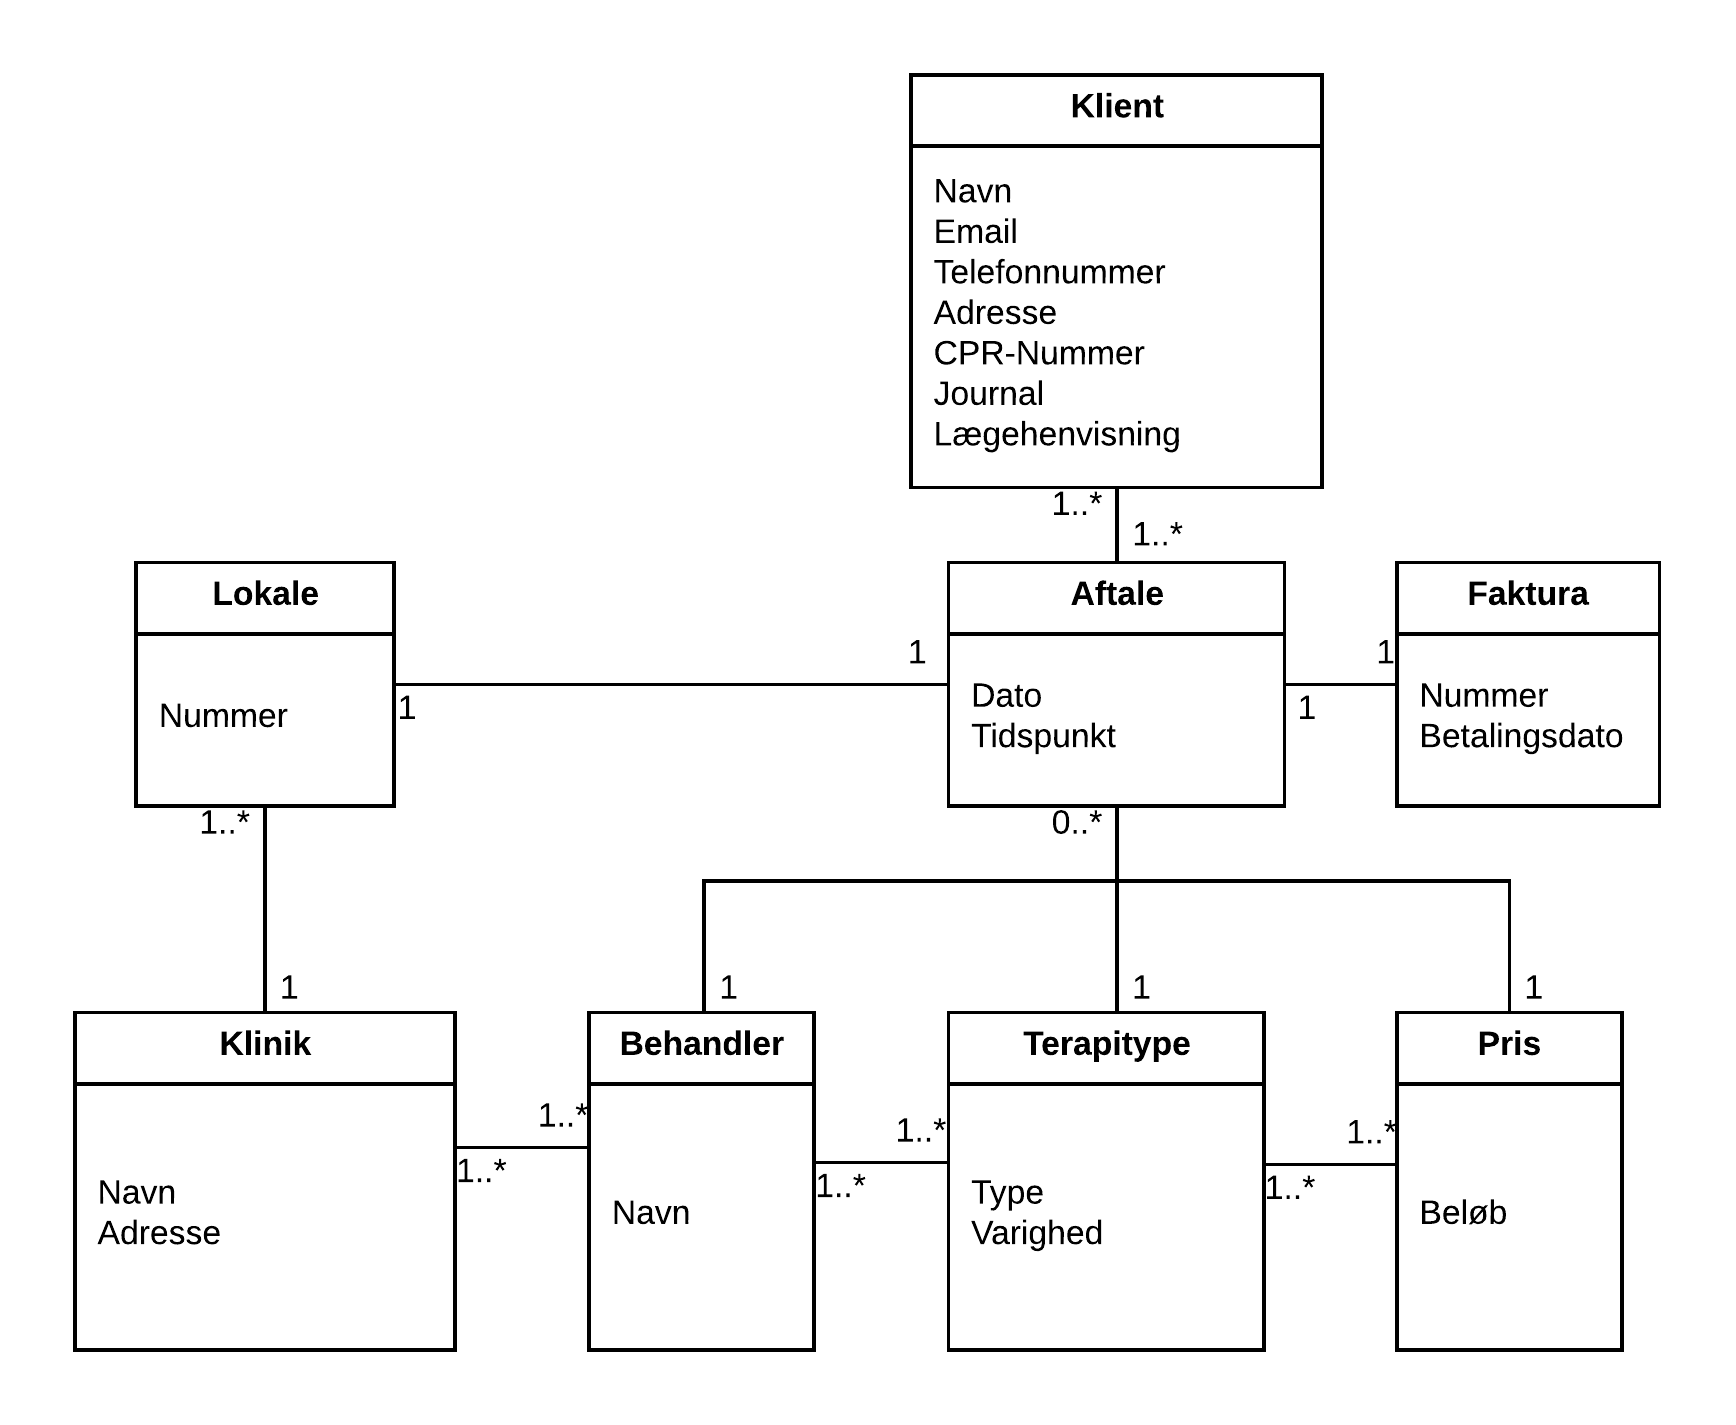 Klient
Navn
Email
Telefonnummer
Adresse
CPR-Nummer
Journal
Lægehenvisning
1..*
1..*
Lokale
Nummer
1
1
Aftale
Dato
Tidspunkt
1
1
Faktura
Nummer
Betalingsdato
1..*
0..*
1
1
1
1
Klinik
Navn
Adresse
1..*
1..*
Behandler
Navn
1..*
1..*
Terapitype
Type
Varighed
1..*
1..*
Pris
Beløb